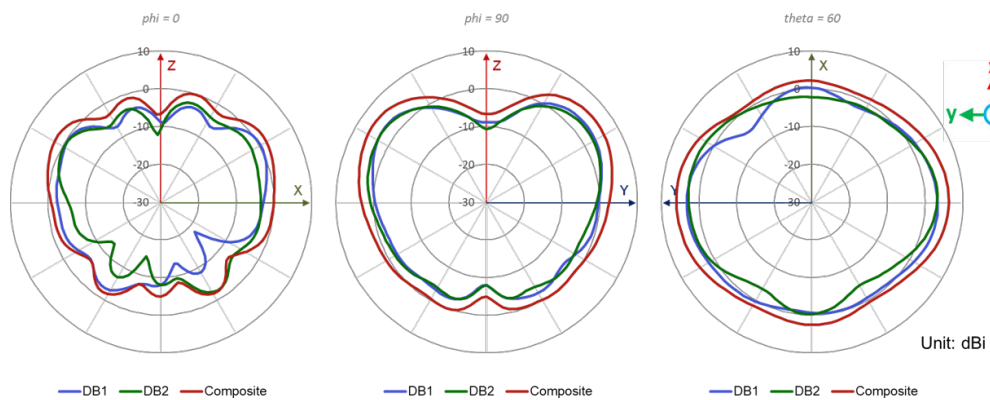 phi = 0
phi = 90
theta = 60
10
Z
0
-10
-20
-30
X
10
Z
0
-10
-20
-30
Y
10
X
0
-10
-20
-30
Y
y
Unit: dBi
DB1 DB2 Composite
DB1 DB2 Composite
DB1 DB2 Composite